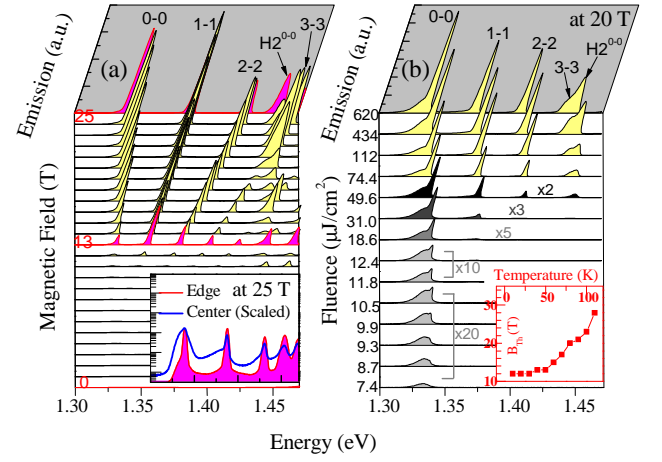 0-0
1-1
2-2
H2^0-0
3-3
(a)
Emission (a.u.)
25
13
0
Magnetic Field (T)
Edge at 25 T
Center (Scaled)
1.30
1.35
1.40
1.45
at 20 T
0-0
1-1
2-2
3-3
H2^0-0
(b)
Emission (a.u.)
620
434
112
74.4
49.6
31.0
18.6
12.4
11.8
10.5
9.9
9.3
8.7
7.4
Fluence (μJ/cm²)
x2
x3
x5
x10
x20
Temperature (K)
0
50
100
30
20
10
B_Th (T)
1.30
1.35
1.40
1.45
Energy (eV)